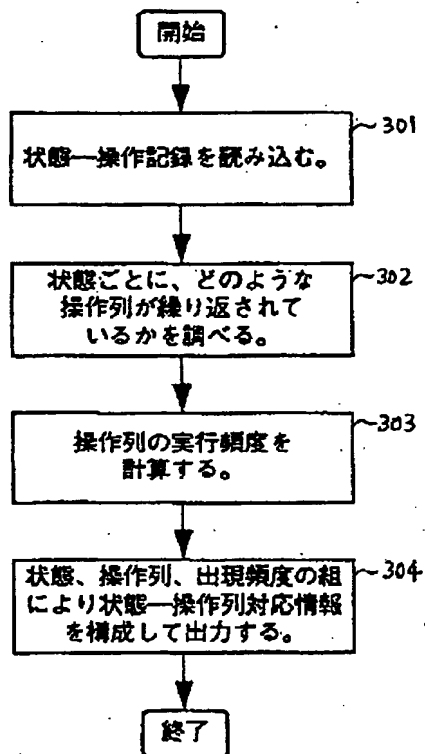 開始
301
状態―操作記録を読み込む。
302
状態ごとに、どのような
操作列が繰り返されて
いるかを調べる。
303
操作列の実行頻度を
計算する。
304
状態、操作列、出現頻度の組
により状態―操作列対応情報
を構成して出力する。
終了